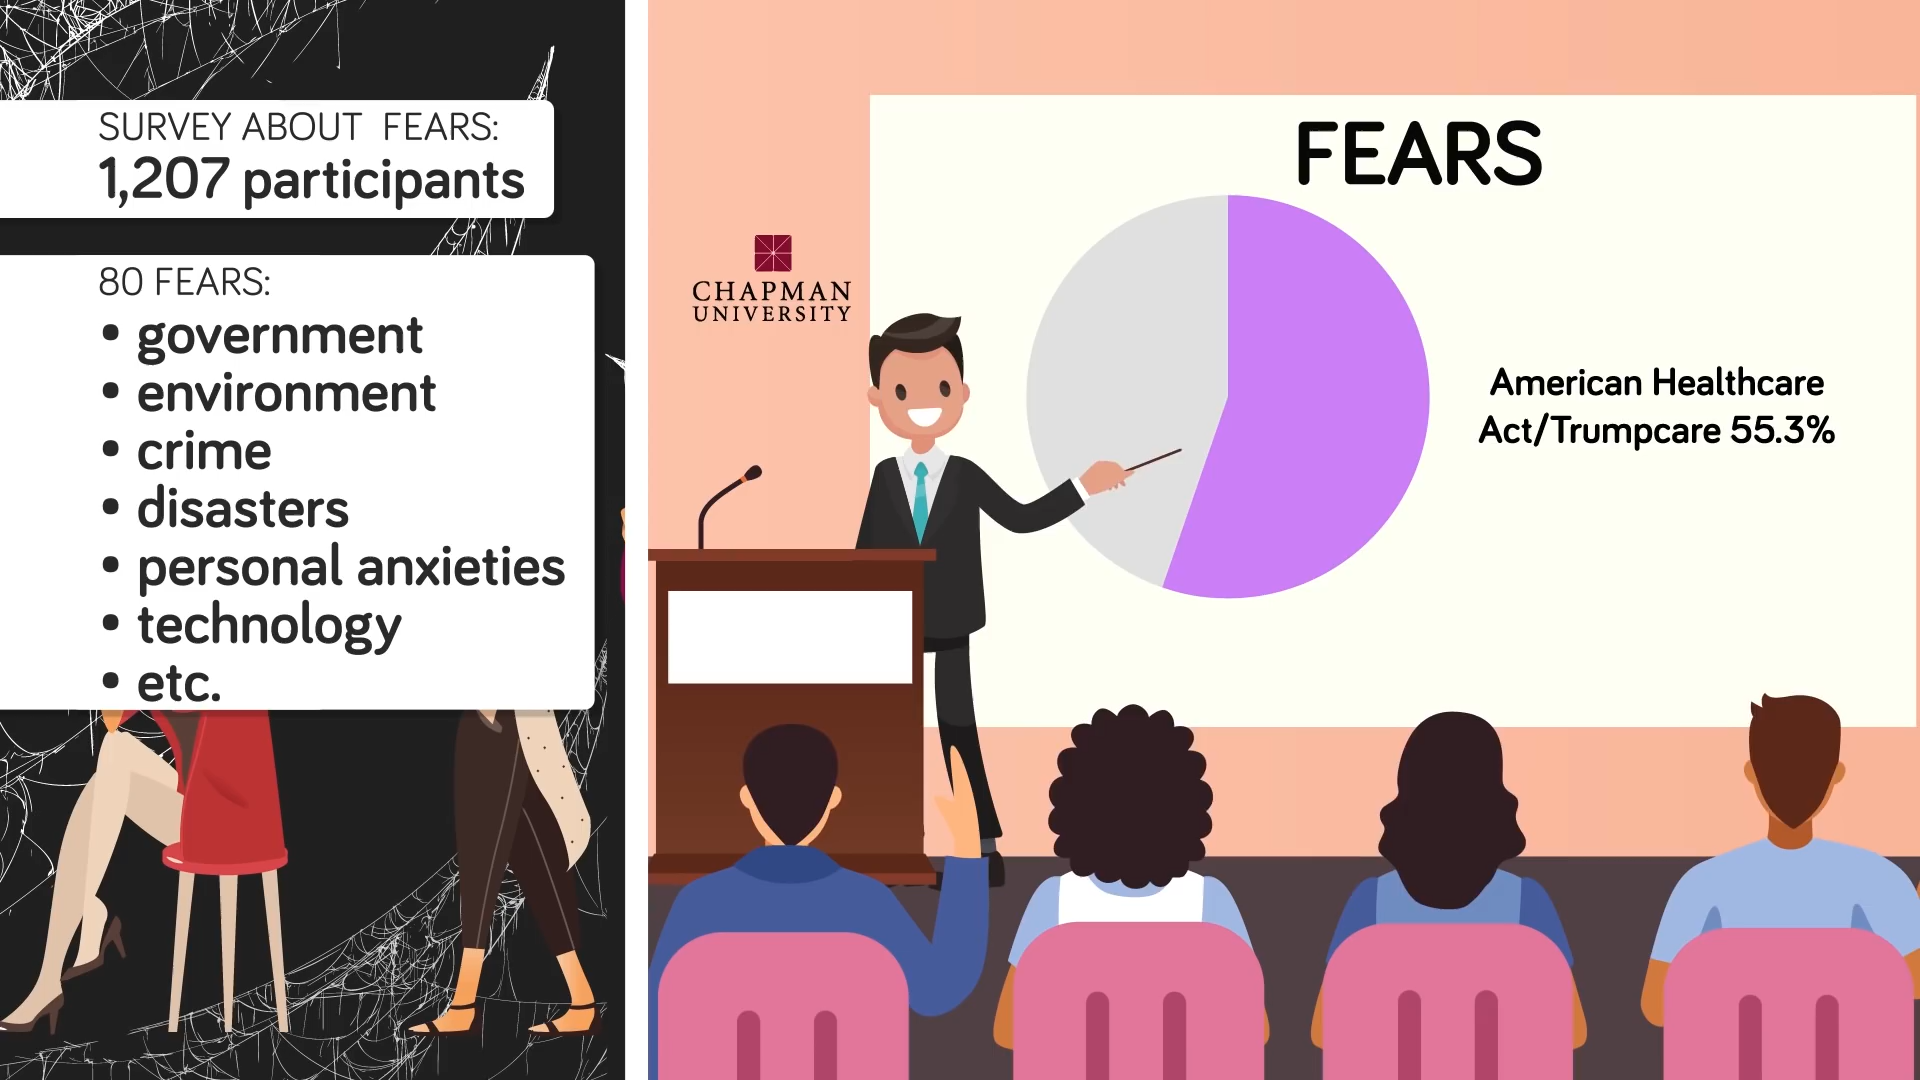 SURVEY ABOUT FEARS:
1,207 participants
80 FEARS:
• government
• environment
• crime
• disasters
• personal anxieties
• technology
• etc.
CHAPMAN
UNIVERSITY
FEARS
American Healthcare
Act/Trumpcare 55.3%